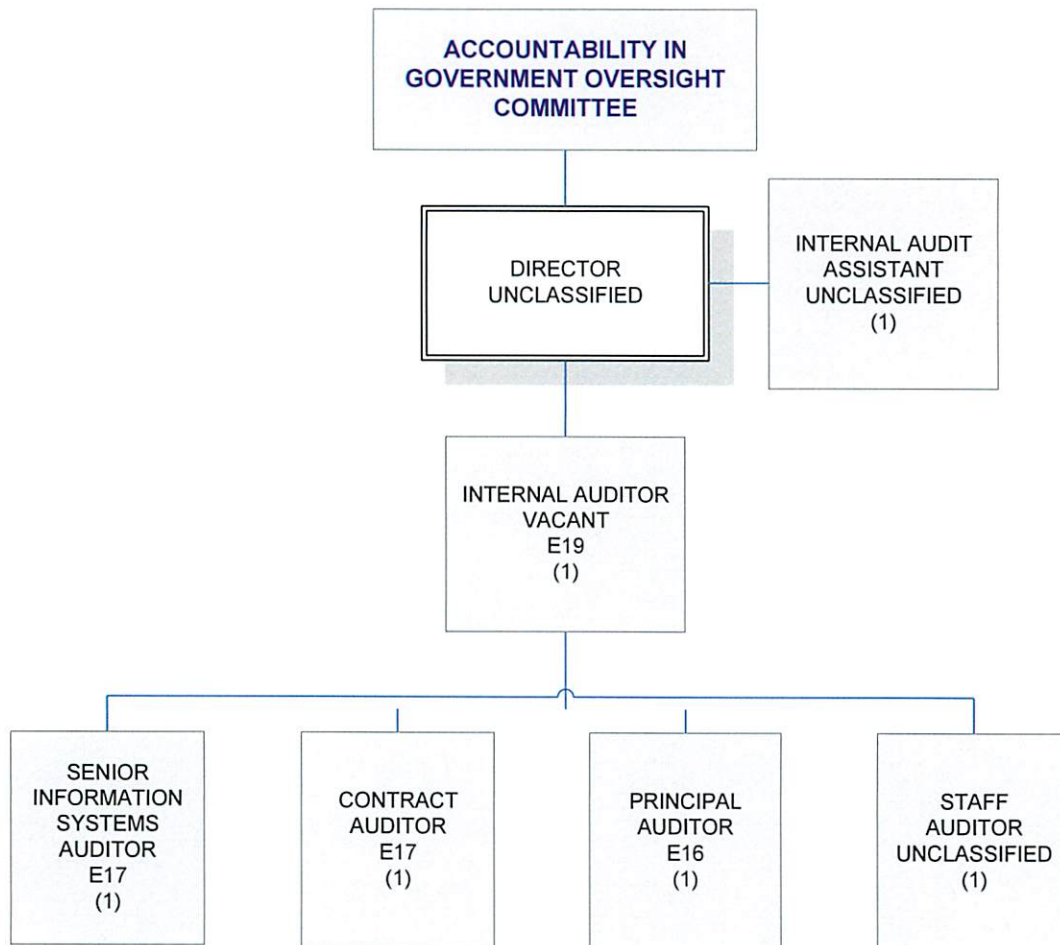 ACCOUNTABILITY IN
GOVERNMENT OVERSIGHT
COMMITTEE
DIRECTOR
UNCLASSIFIED
INTERNAL AUDIT
ASSISTANT
UNCLASSIFIED
(1)
INTERNAL AUDITOR
VACANT
E19
(1)
SENIOR
INFORMATION
SYSTEMS
AUDITOR
E17
(1)
CONTRACT
AUDITOR
E17
(1)
PRINCIPAL
AUDITOR
E16
(1)
STAFF
AUDITOR
UNCLASSIFIED
(1)